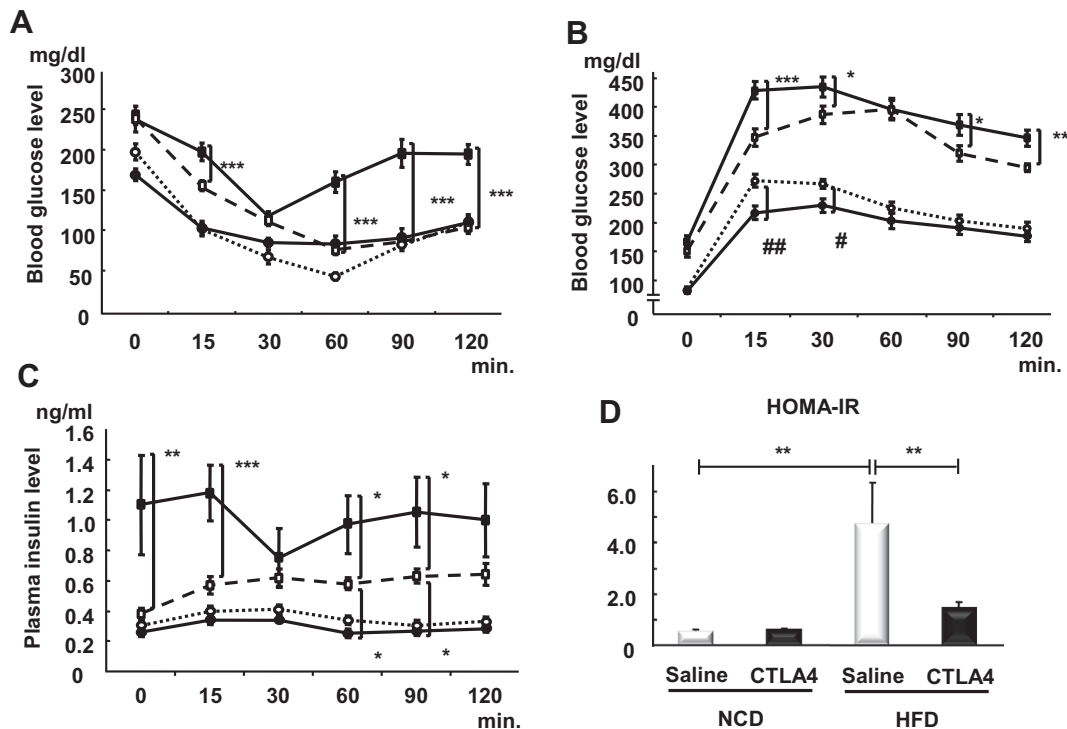 A
mg/dl
300
200
150
100
50
0
Blood glucose level
***
***
***
***
0 15 30 60 90 120
min.
B
mg/dl
450
350
300
250
200
150
100
0
Blood glucose level
***
*
*
**
##
#
0 15 30 60 90 120
min.
C
ng/ml
1.6
1.4
1.2
1.0
0.8
0.6
0.4
0.2
0
Plasma insulin level
**
***
*
*
*
*
0 15 30 60 90 120
min.
D
HOMA-IR
**
**
6.0
4.0
2.0
0
Saline CTLA4 Saline CTLA4
NCD HFD